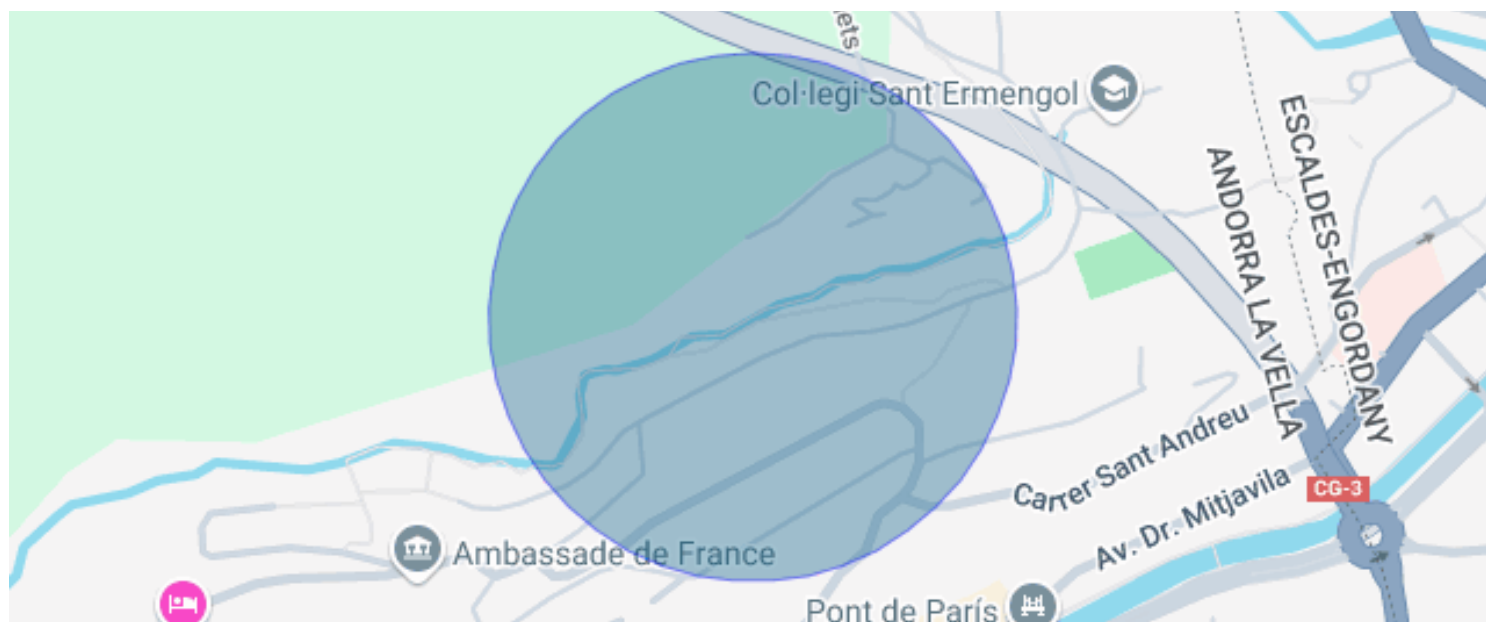 ets
Col·legi Sant Ermengol
ESCALDES-ENGORDANY
ANDORRA LA VELLA
Carrer Sant Andreu
Av. Dr. Mitjavila
CG-3
Ambassade de France
Pont de París